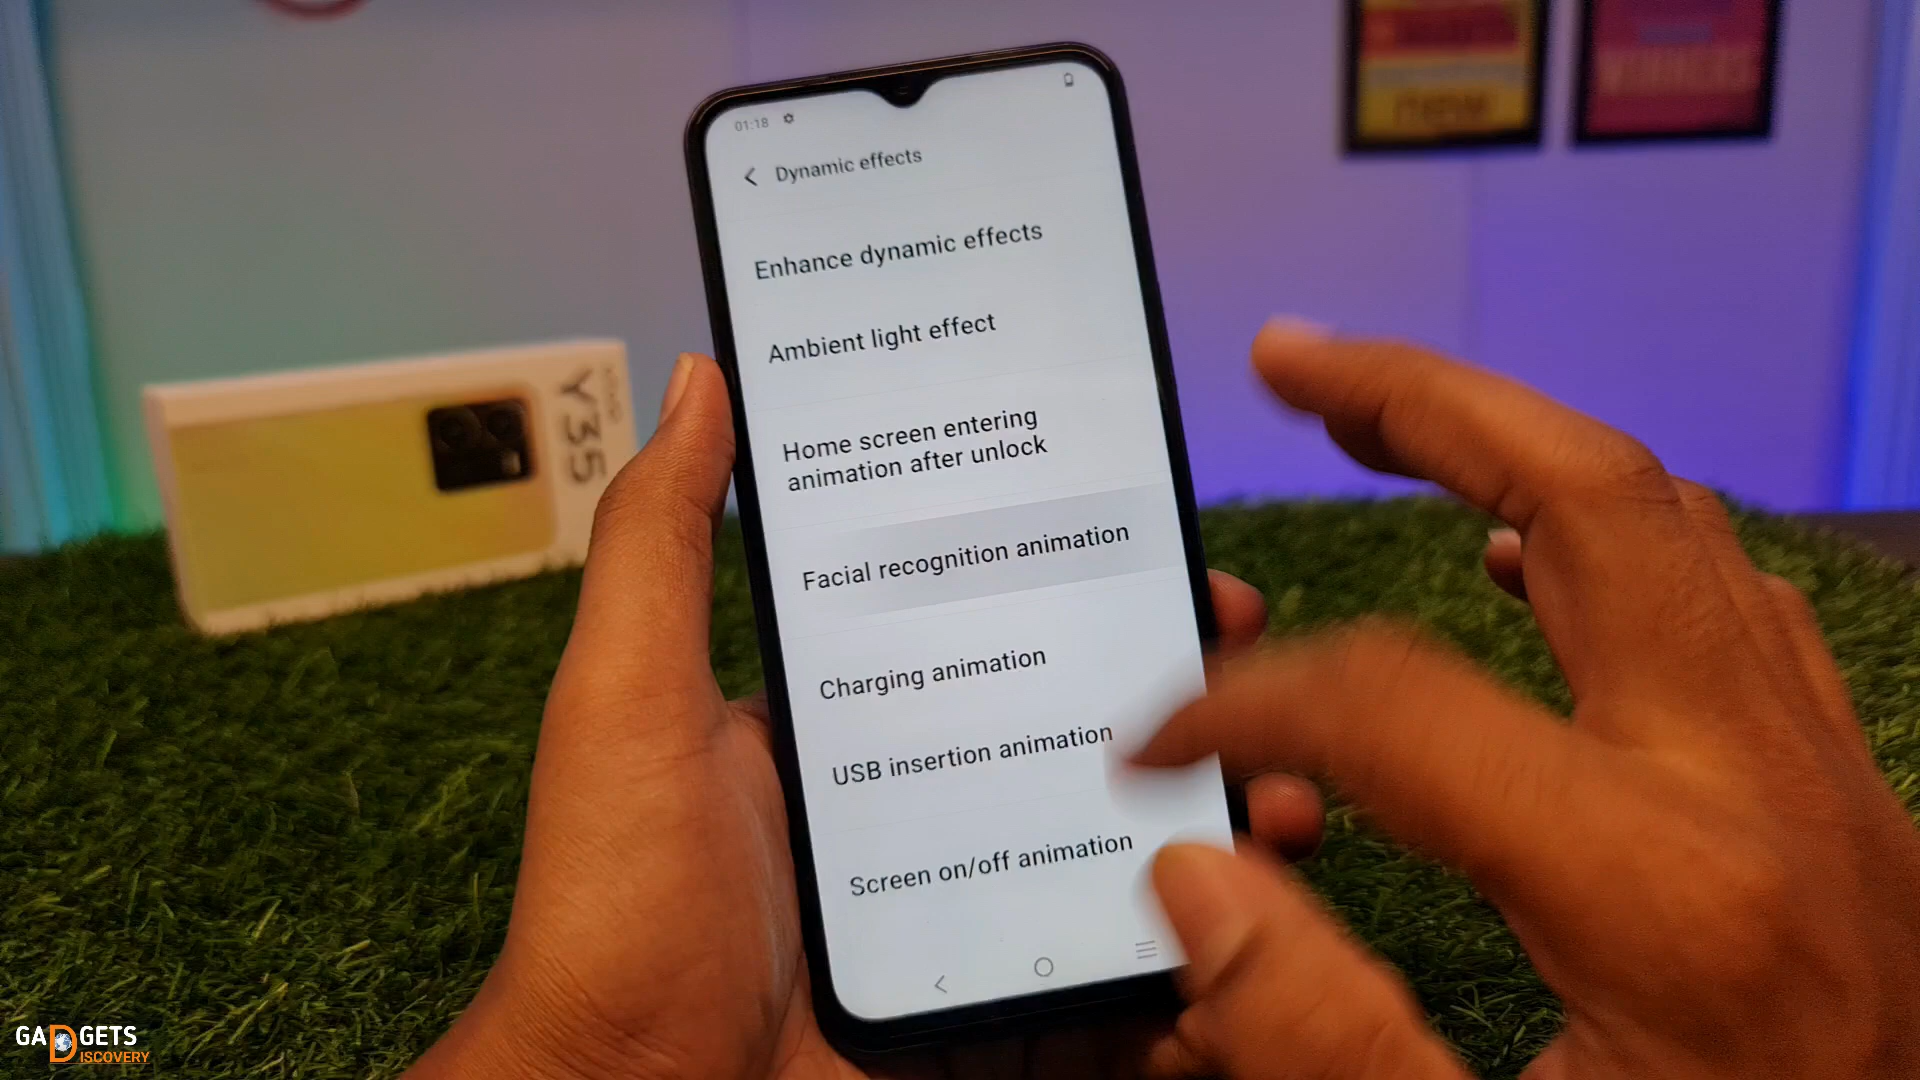 01:18
Dynamic effects
Enhance dynamic effects
Ambient light effect
Home screen entering
animation after unlock
Facial recognition animation
Charging animation
USB insertion animation
Screen on/off animation
vivo
Y35
GADGETS
DISCOVERY